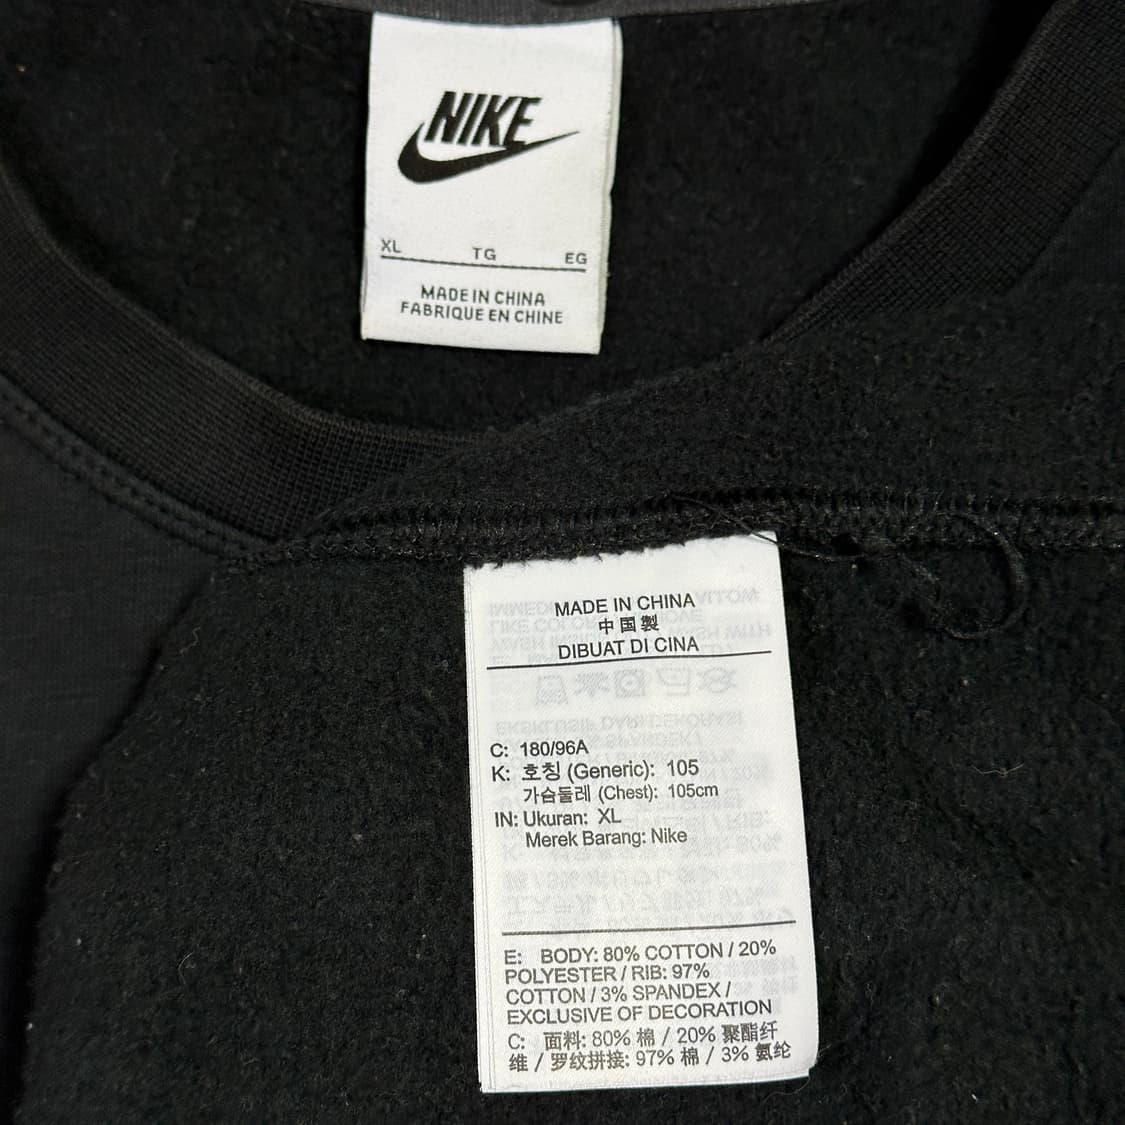 NIKE
XL TG EG
MADE IN CHINA
FABRIQUE EN CHINE
MADE IN CHINA
中国製
DIBUAT DI CINA
C: 180/96A
K: 호칭 (Generic): 105
가슴둘레 (Chest): 105cm
IN: Ukuran: XL
Merek Barang: Nike
E: BODY: 80% COTTON / 20%
POLYESTER / RIB: 97%
COTTON / 3% SPANDEX /
EXCLUSIVE OF DECORATION
C: 面料: 80% 棉 / 20% 聚酯纤
维 / 罗纹拼接: 97% 棉 / 3% 氨纶